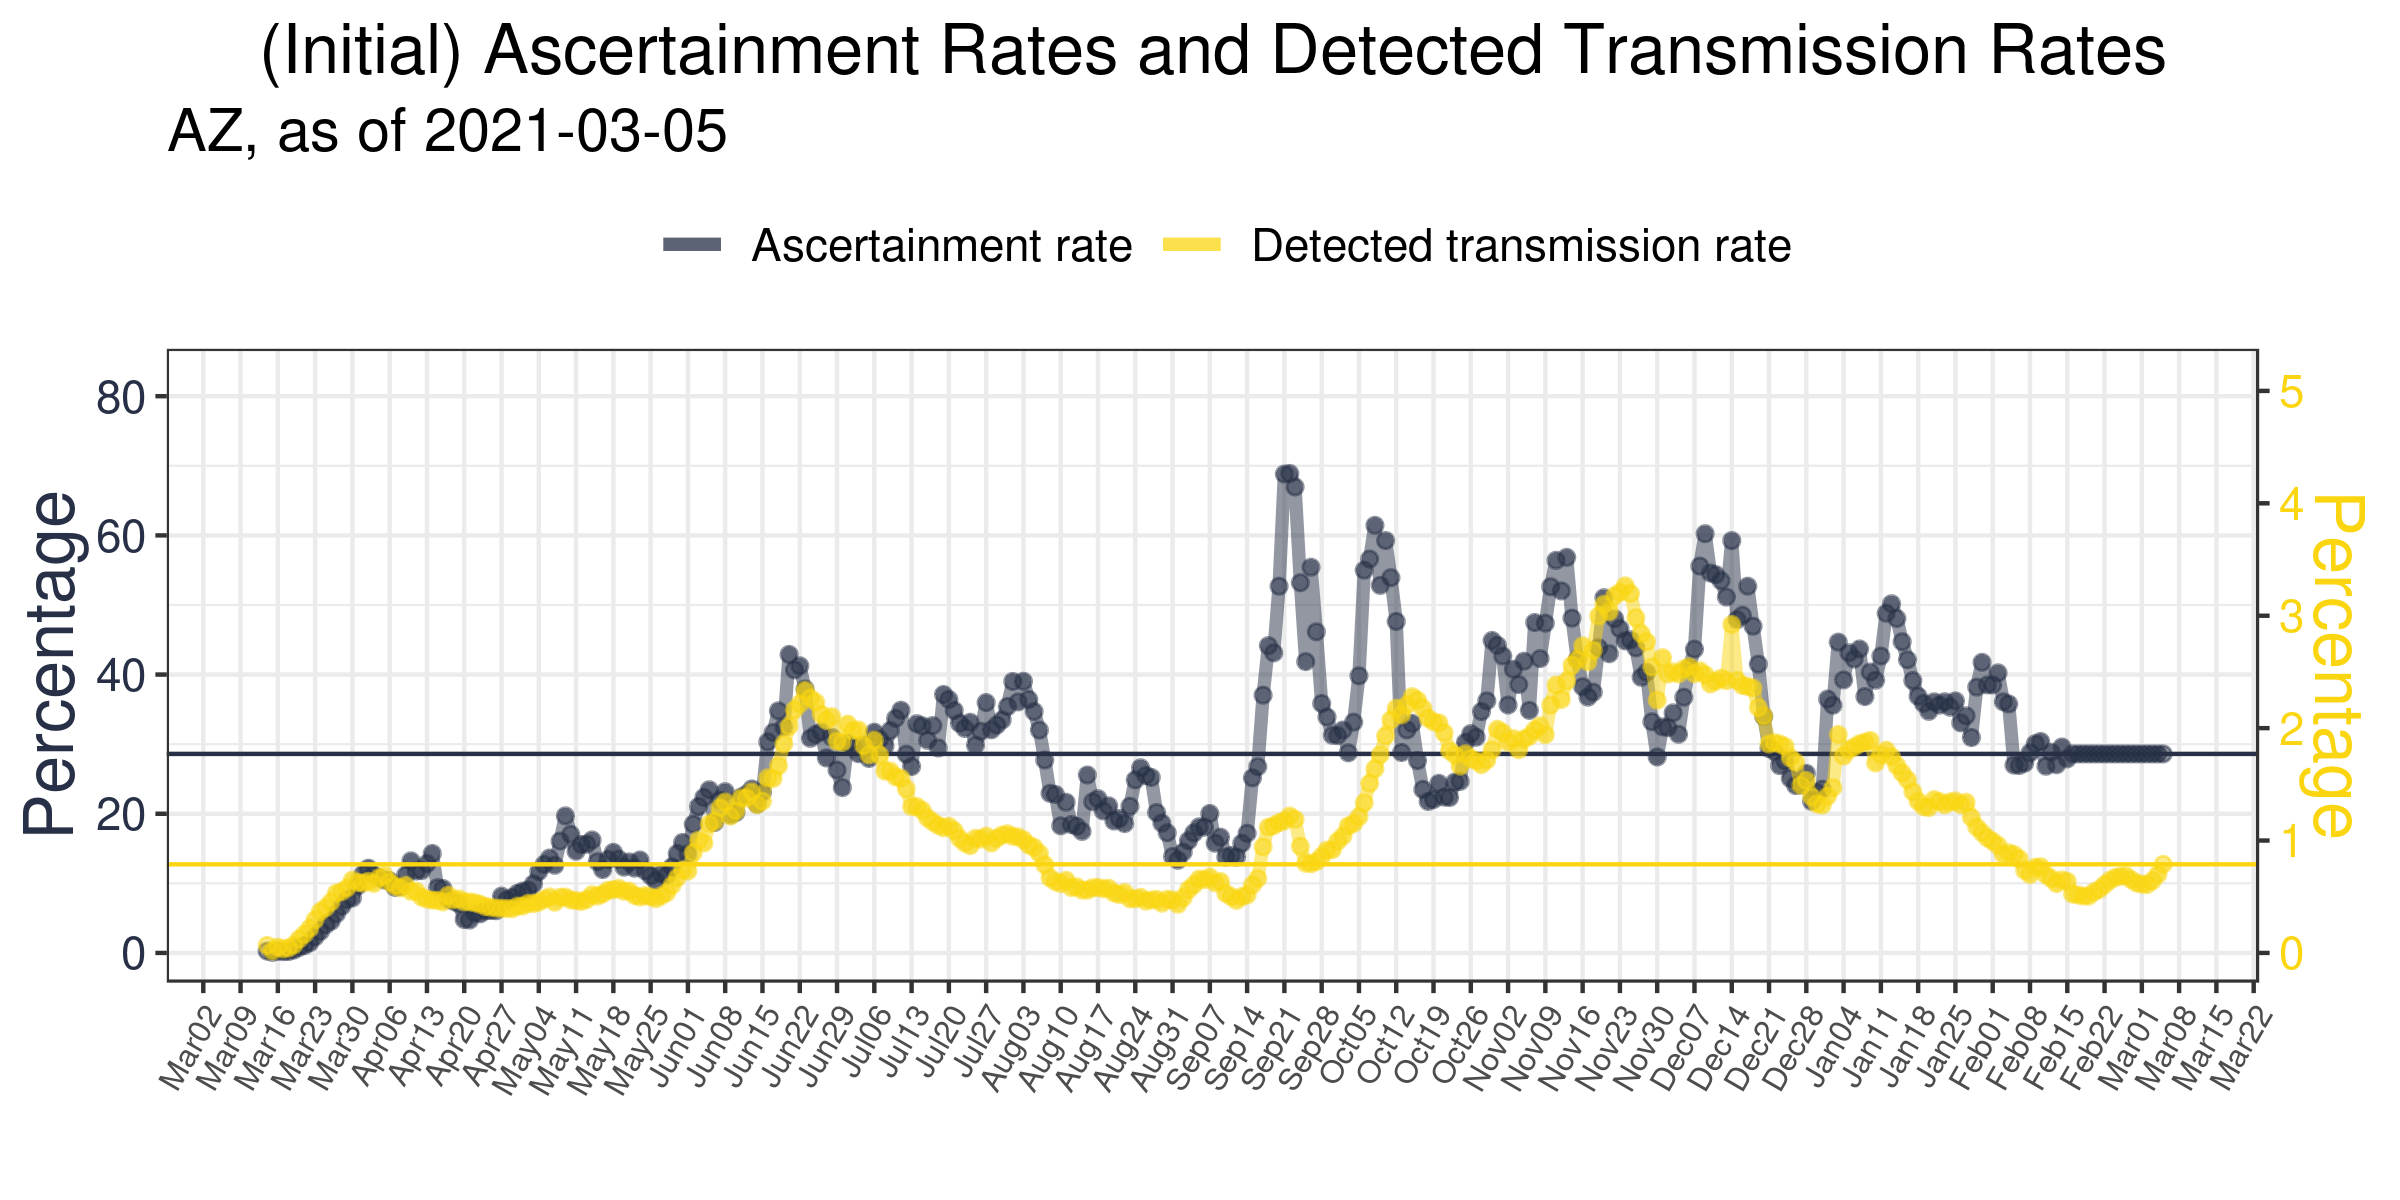 (Initial) Ascertainment Rates and Detected Transmission Rates
AZ, as of 2021-03-05
Ascertainment rate
Detected transmission rate
Percentage
80
60
40
20
0
5
4
3
2
1
0
Percentage
Mar02
Mar09
Mar16
Mar23
Mar30
Apr06
Apr13
Apr20
Apr27
May04
May11
May18
May25
Jun01
Jun08
Jun15
Jun22
Jun29
Jul06
Jul13
Jul20
Jul27
Aug03
Aug10
Aug17
Aug24
Aug31
Sep07
Sep14
Sep21
Sep28
Oct05
Oct12
Oct19
Oct26
Nov02
Nov09
Nov16
Nov23
Nov30
Dec07
Dec14
Dec21
Dec28
Jan04
Jan11
Jan18
Jan25
Feb01
Feb08
Feb15
Feb22
Mar01
Mar08
Mar15
Mar22